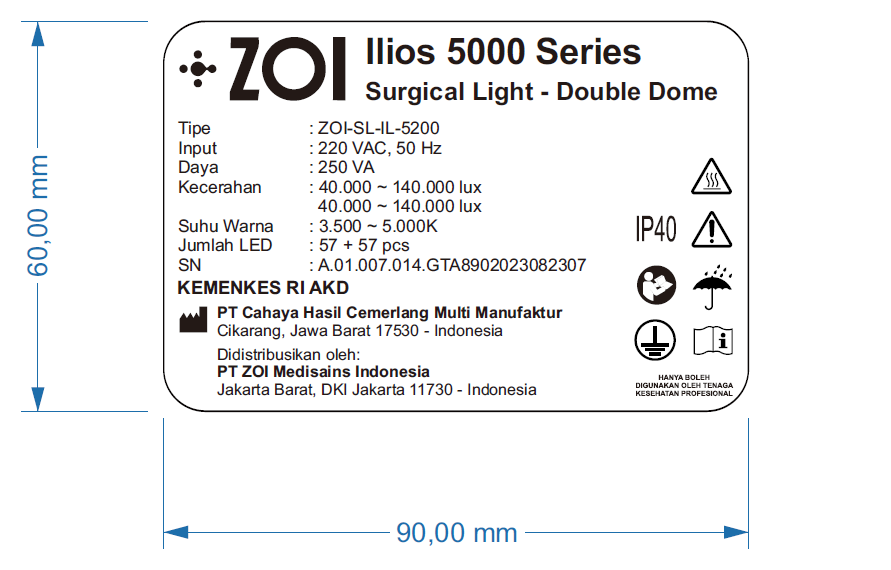 ZOI
Ilios 5000 Series
Surgical Light - Double Dome
Tipe : ZOI-SL-IL-5200
Input : 220 VAC, 50 Hz
Daya : 250 VA
Kecerahan : 40.000 ~ 140.000 lux
40.000 ~ 140.000 lux
Suhu Warna : 3.500 ~ 5.000K
Jumlah LED : 57 + 57 pcs
SN : A.01.007.014.GTA8902023082307
KEMENKES RI AKD
PT Cahaya Hasil Cemerlang Multi Manufaktur
Cikarang, Jawa Barat 17530 - Indonesia
Didistribusikan oleh:
PT ZOI Medisains Indonesia
Jakarta Barat, DKI Jakarta 11730 - Indonesia
IP40
HANYA BOLEH
DIGUNAKAN OLEH TENAGA
KESEHATAN PROFESIONAL
60,00 mm
90,00 mm